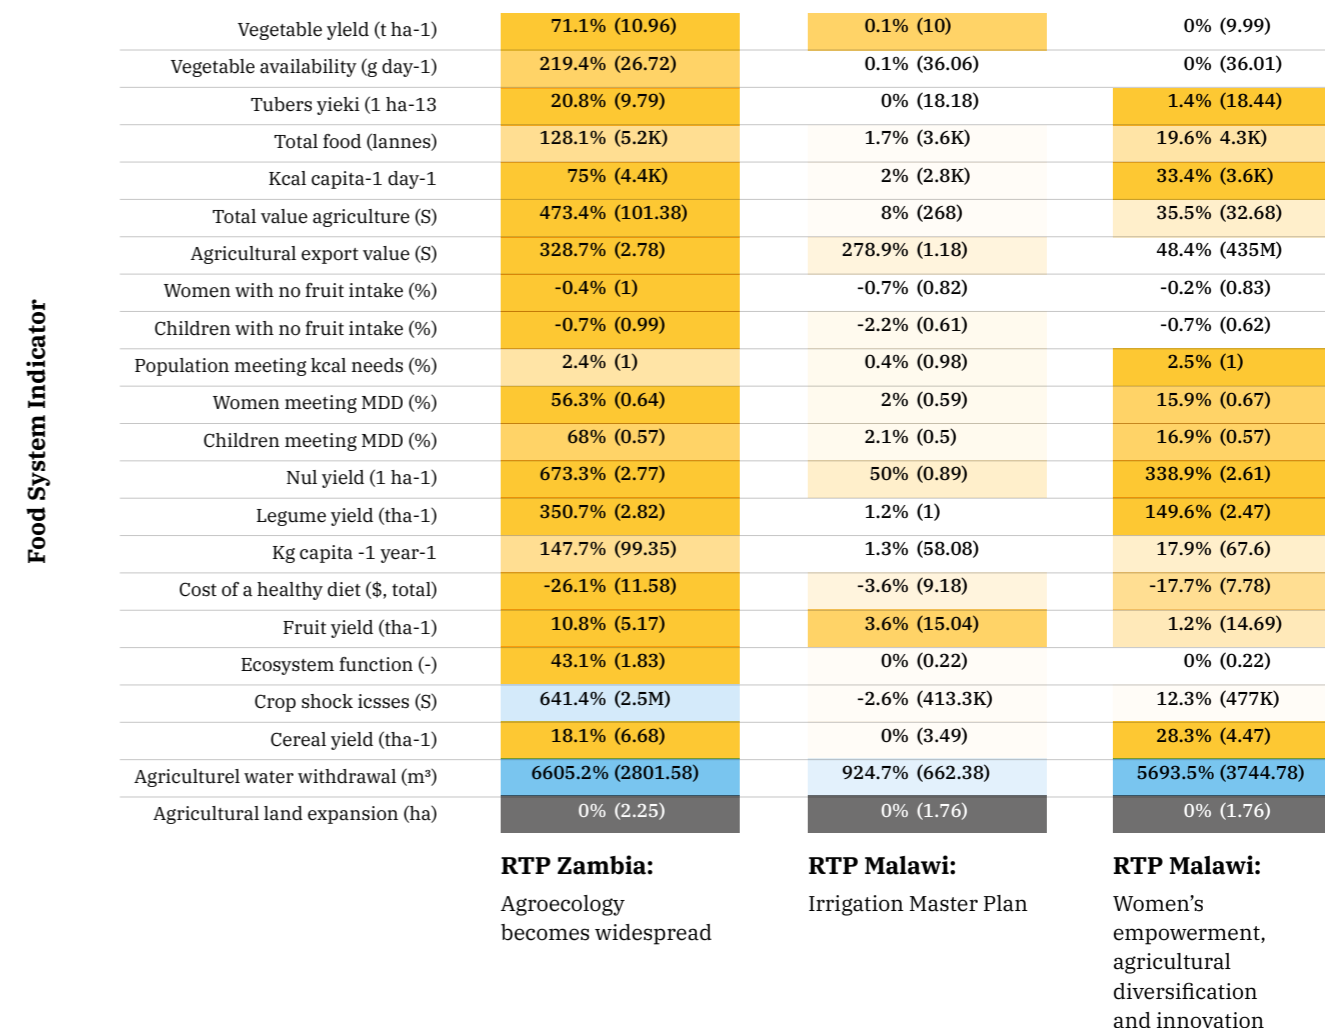 Food System Indicator
Vegetable yleld (t ha-1) 71.1% (10.96) 0.1% (10) 0% (9.99)
Vegetable availability (g day-1) 219.4% (26.72) 0.1% (36.06) 0% (36.01)
Tubers yieki (1 ha-13 20.8% (9.79) 0% (18.18) 1.4% (18.44)
Total food (lannes) 128.1% (5.2K) 1.7% (3.6K) 19.6% 4.3K)
Kcal capita-1 day-1 75% (4.4K) 2% (2.8K) 33.4% (3.6K)
Total value agriculture (S) 473.4% (101.38) 8% (268) 35.5% (32.68)
Agricultural export value (S) 328.7% (2.78) 278.9% (1.18) 48.4% (435M)
Women with no fruit intake (%) -0.4% (1) -0.7% (0.82) -0.2% (0.83)
Children with no fruit intake (%) -0.7% (0.99) -2.2% (0.61) -0.7% (0.62)
Population meeting kcal needs (%) 2.4% (1) 0.4% (0.98) 2.5% (1)
Women meeting MDD (%) 56.3% (0.64) 2% (0.59) 15.9% (0.67)
Children meeting MDD (%) 68% (0.57) 2.1% (0.5) 16.9% (0.57)
Nul yield (1 ha-1) 673.3% (2.77) 50% (0.89) 338.9% (2.61)
Legume yield (tha-1) 350.7% (2.82) 1.2% (1) 149.6% (2.47)
Kg capita -1 year-1 147.7% (99.35) 1.3% (58.08) 17.9% (67.6)
Cost of a healthy diet ($, total) -26.1% (11.58) -3.6% (9.18) -17.7% (7.78)
Fruit yield (tha-1) 10.8% (5.17) 3.6% (15.04) 1.2% (14.69)
Ecosystem function (-) 43.1% (1.83) 0% (0.22) 0% (0.22)
Crop shock icsses (S) 641.4% (2.5M) -2.6% (413.3K) 12.3% (477K)
Cereal yield (tha-1) 18.1% (6.68) 0% (3.49) 28.3% (4.47)
Agriculturel water withdrawal (m³) 6605.2% (2801.58) 924.7% (662.38) 5693.5% (3744.78)
Agricultural land expansion (ha) 0% (2.25) 0% (1.76) 0% (1.76)
RTP Zambia:
Agroecology
becomes widespread
RTP Malawi:
Irrigation Master Plan
RTP Malawi:
Women’s
empowerment,
agricultural
diversification
and innovation